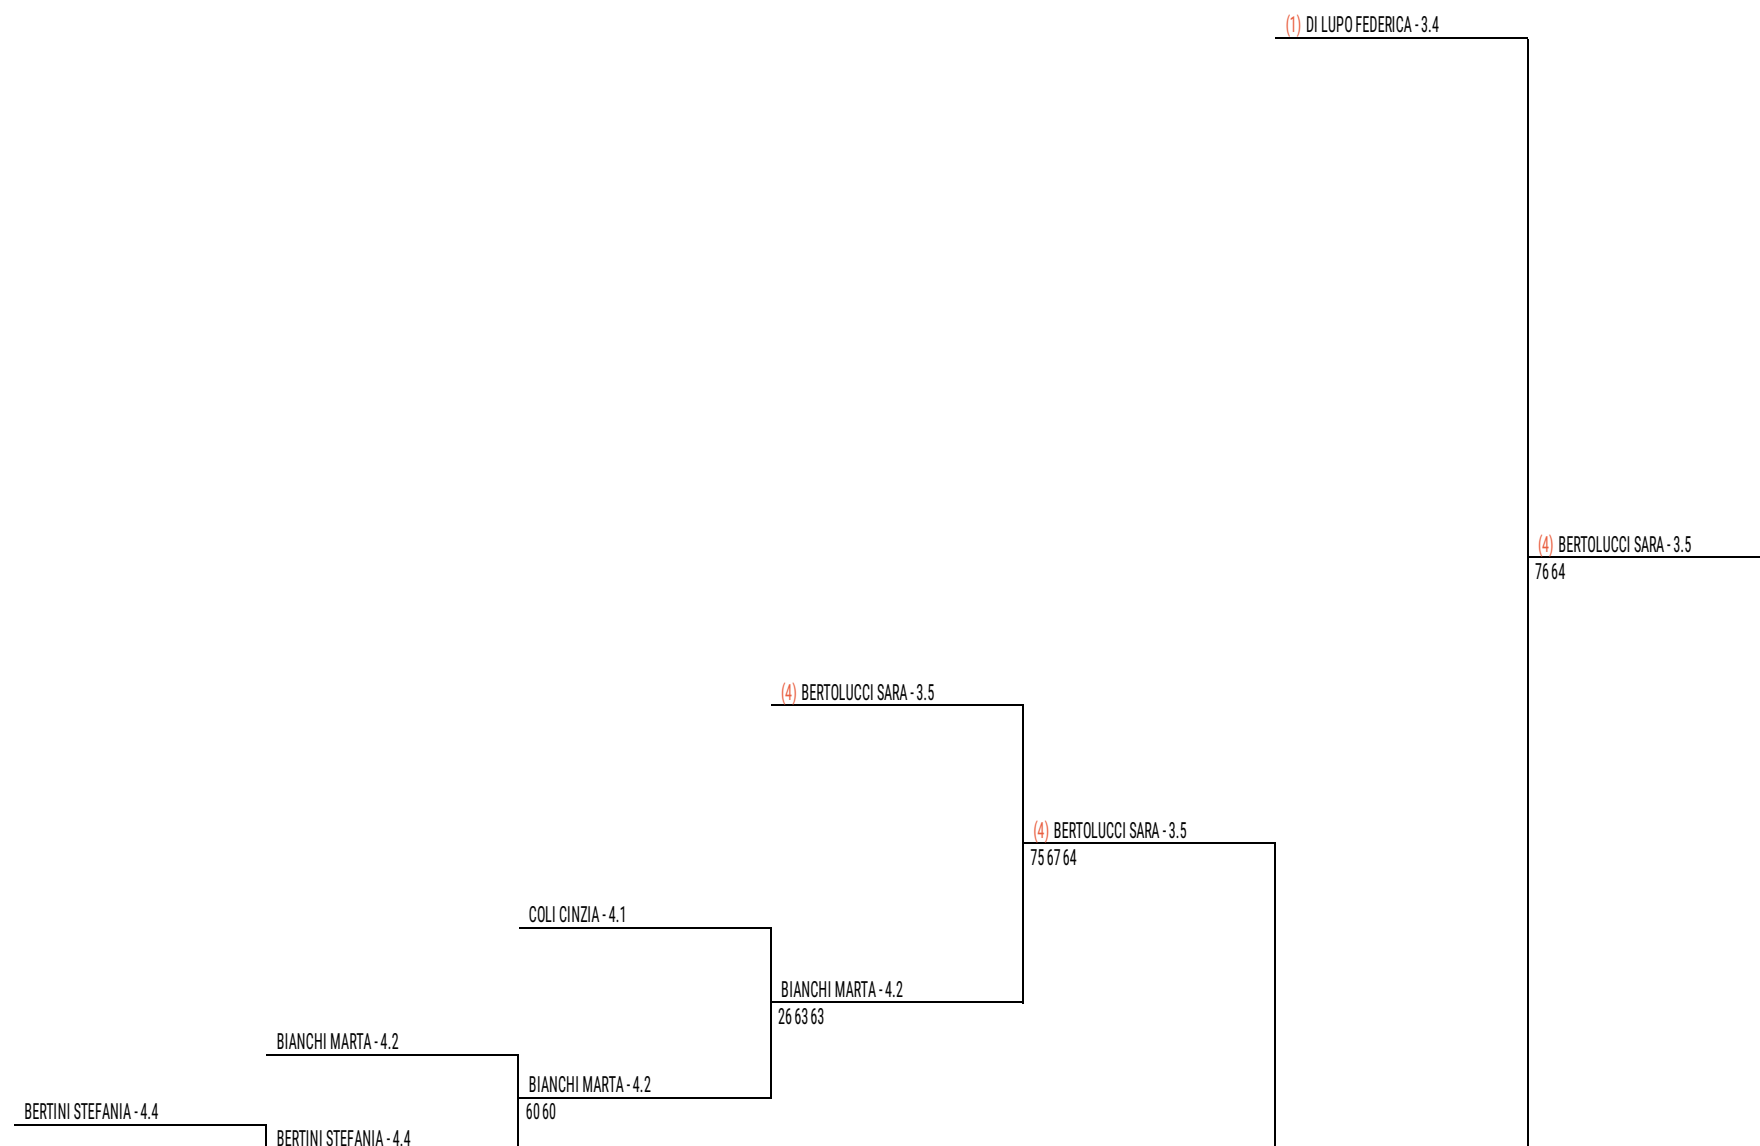 (1) DI LUPO FEDERICA - 3.4
(4) BERTOLUCCI SARA - 3.5
76 64
(4) BERTOLUCCI SARA - 3.5
(4) BERTOLUCCI SARA - 3.5
75 67 64
COLI CINZIA - 4.1
BIANCHI MARTA - 4.2
26 63 63
BIANCHI MARTA - 4.2
BIANCHI MARTA - 4.2
60 60
BERTINI STEFANIA - 4.4
BERTINI STEFANIA - 4.4